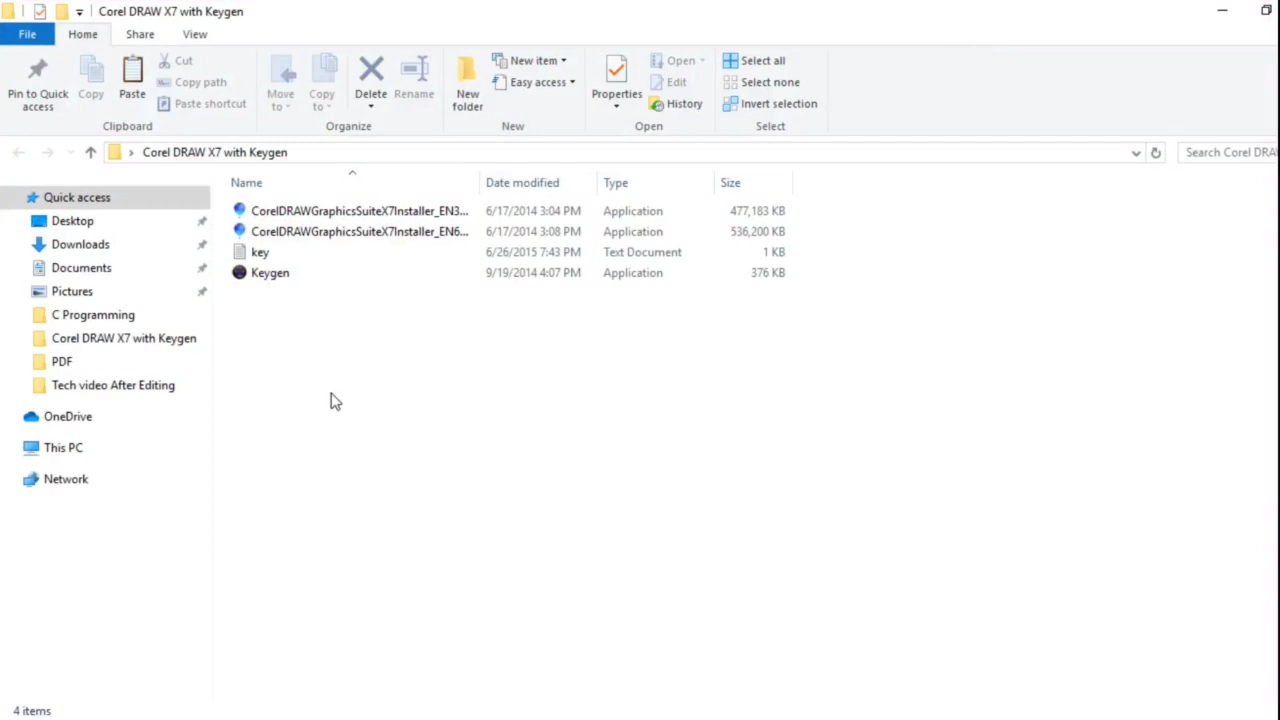 Corel DRAW X7 with Keygen
File Home Share View
Pin to Quick access
Copy
Paste
Cut
Copy path
Paste shortcut
Clipboard
Move to
Copy to
Delete
Rename
Organize
New folder
New item
Easy access
New
Properties
Open
Edit
History
Open
Select all
Select none
Invert selection
Select
Corel DRAW X7 with Keygen
Search Corel DRA
Name Date modified Type Size
CorelDRAWGraphicsSuiteX7Installer_EN3... 6/17/2014 3:04 PM Application 477,183 KB
CorelDRAWGraphicsSuiteX7Installer_EN6... 6/17/2014 3:08 PM Application 536,200 KB
key 6/26/2015 7:43 PM Text Document 1 KB
Keygen 9/19/2014 4:07 PM Application 376 KB
Quick access
Desktop
Downloads
Documents
Pictures
C Programming
Corel DRAW X7 with Keygen
PDF
Tech video After Editing
OneDrive
This PC
Network
4 items